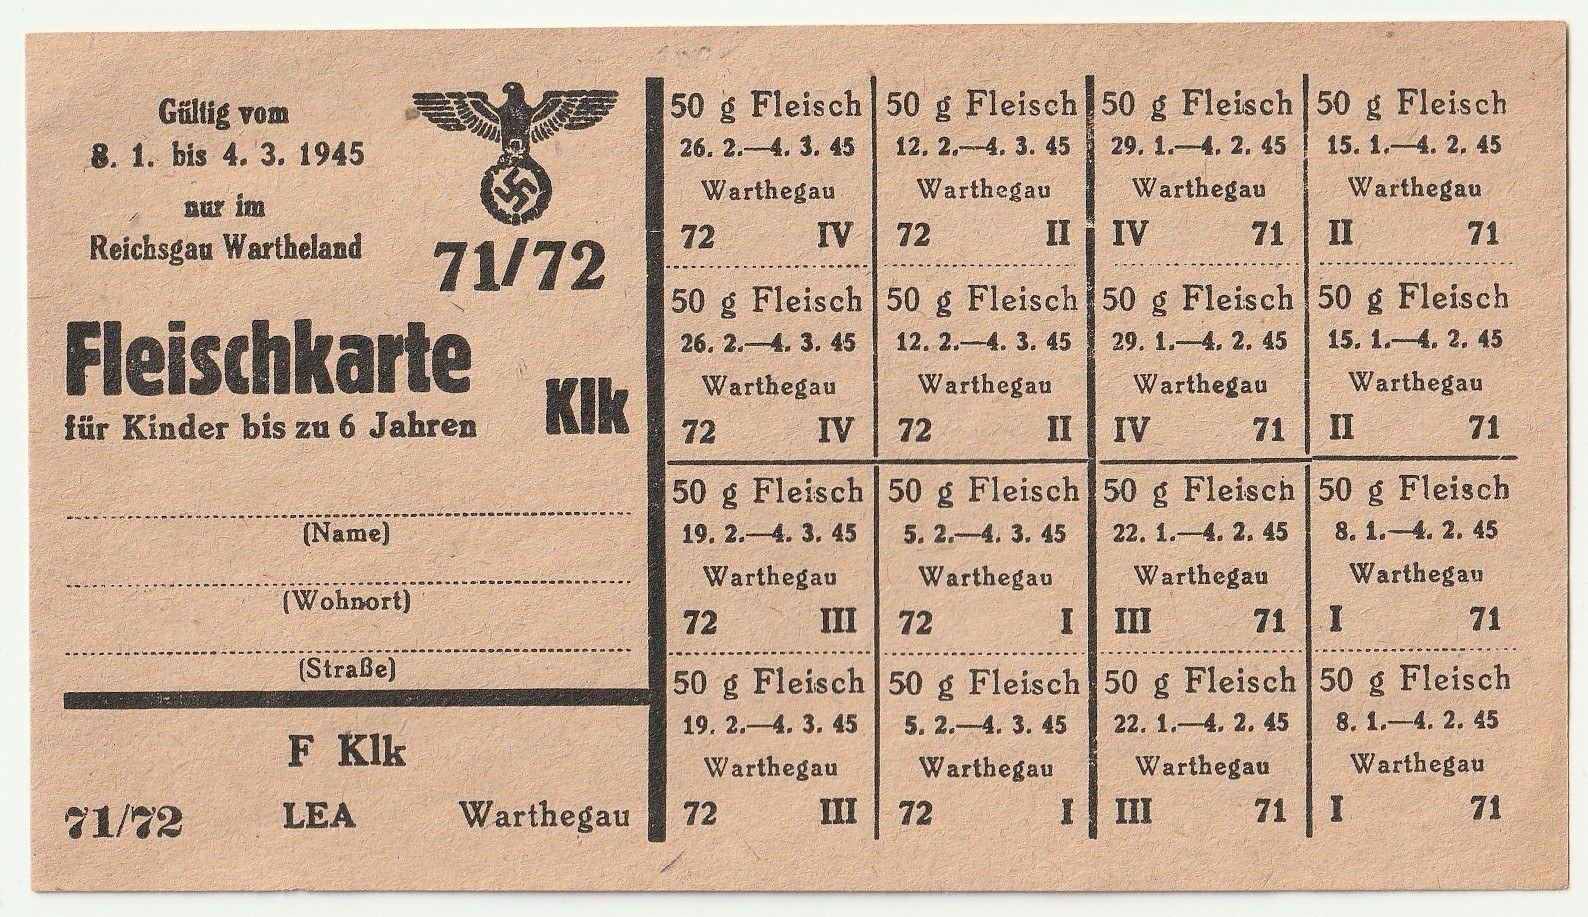 Gültig vom
8. 1. bis 4. 3. 1945
nur im
Reichsgau Wartheland
71/72
Fleischkarte
für Kinder bis zu 6 Jahren
Klk
(Name)
(Wohnort)
(Straße)
F Klk
71/72 LEA Warthegau
50 g Fleisch
26. 2.—4. 3. 45
Warthegau
72 IV
50 g Fleisch
12. 2.—4. 3. 45
Warthegau
72 II
50 g Fleisch
29. 1.—4. 2. 45
Warthegau
IV 71
50 g Fleisch
15. 1.—4. 2. 45
Warthegau
II 71
50 g Fleisch
26. 2.—4. 3. 45
Warthegau
72 IV
50 g Fleisch
12. 2.—4. 3. 45
Warthegau
72 II
50 g Fleisch
29. 1.—4. 2. 45
Warthegau
IV 71
50 g Fleisch
15. 1.—4. 2. 45
Warthegau
II 71
50 g Fleisch
19. 2.—4. 3. 45
Warthegau
72 III
50 g Fleisch
5. 2.—4. 3. 45
Warthegau
72 I
50 g Fleisch
22. 1.—4. 2. 45
Warthegau
III 71
50 g Fleisch
8. 1.—4. 2. 45
Warthegau
I 71
50 g Fleisch
19. 2.—4. 3. 45
Warthegau
72 III
50 g Fleisch
5. 2.—4. 3. 45
Warthegau
72 I
50 g Fleisch
22. 1.—4. 2. 45
Warthegau
III 71
50 g Fleisch
8. 1.—4. 2. 45
Warthegau
I 71